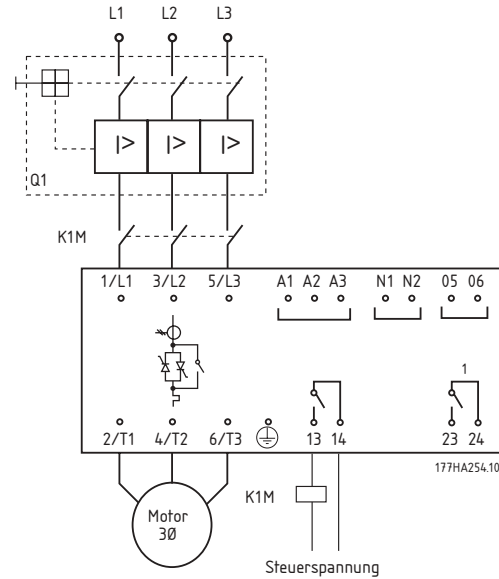 L1 L2 L3
I> I> I>
Q1
K1M
1/L1 3/L2 5/L3 A1 A2 A3 N1 N2 05 06
1
2/T1 4/T2 6/T3 13 14 23 24
177HA254.10
Motor
3Ø
K1M
Steuerspannung